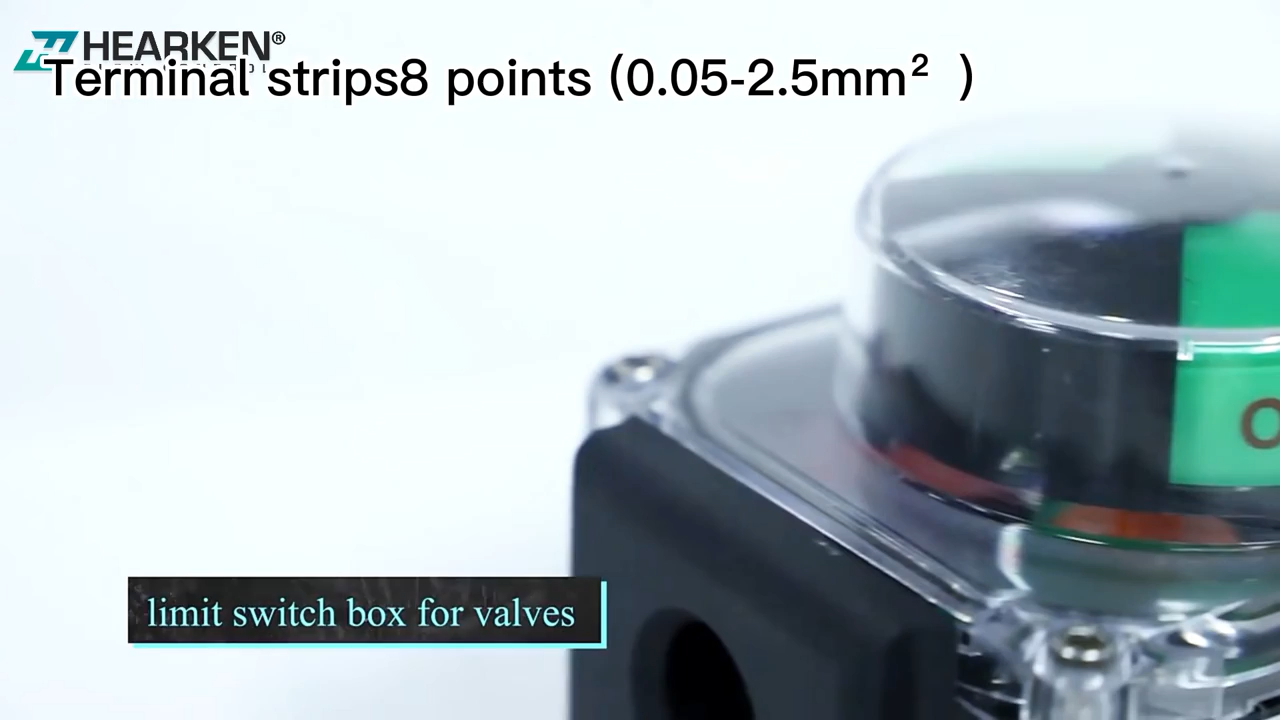 HEARKEN®
Terminal strips8 points (0.05-2.5mm² )
O
limit switch box for valves